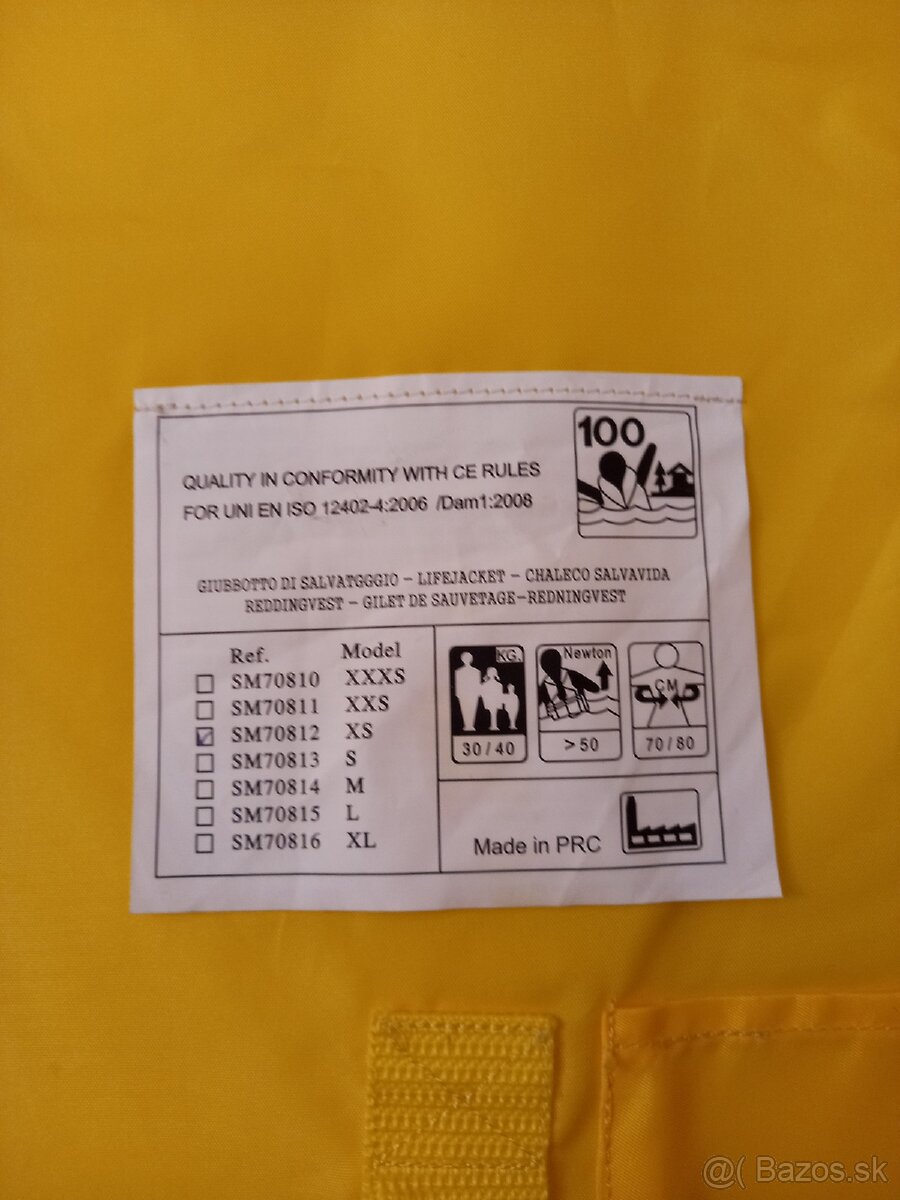 100
QUALITY IN CONFORMITY WITH CE RULES
FOR UNI EN ISO 12402-4:2006 /Dam1:2008
GIUBBOTTO DI SALVATGGGIO - LIFEJACKET - CHALECO SALVAVIDA
REDDINGVEST - GILET DE SAUVETAGE-REDNINGVEST
Ref. Model
SM70810 XXXS
SM70811 XXS
SM70812 XS
SM70813 S
SM70814 M
SM70815 L
SM70816 XL
KG.
30/40
Newton
>50
CM
70/80
Made in PRC
@( Bazos.sk